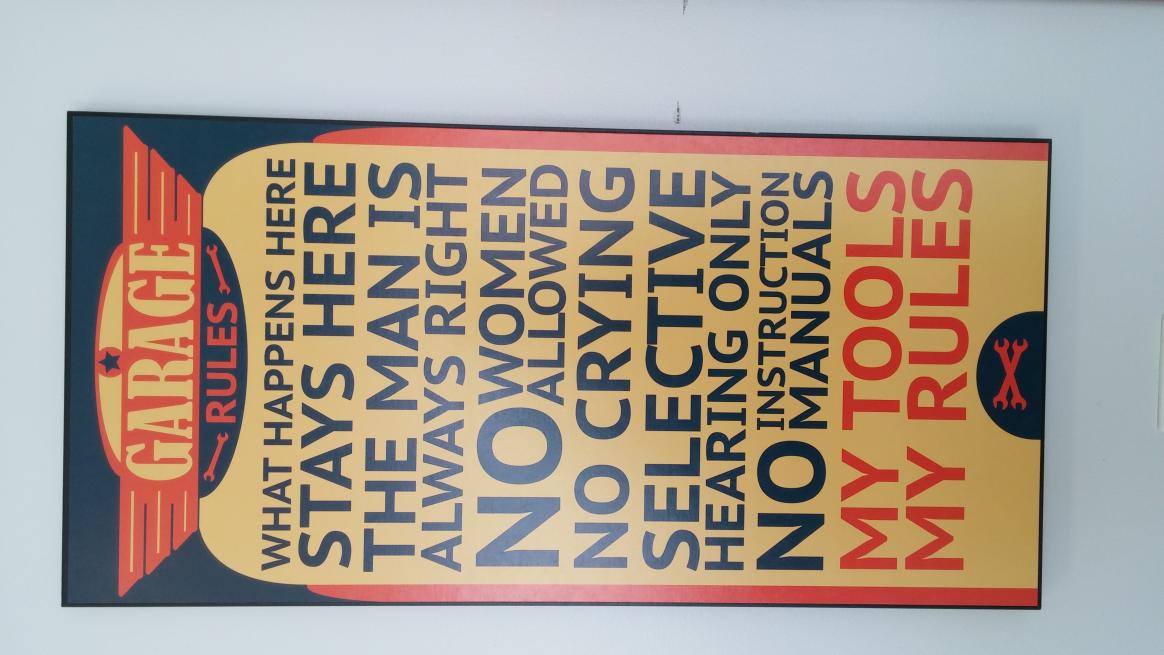 GARAGE
RULES
WHAT HAPPENS HERE
STAYS HERE
THE MAN IS
ALWAYS RIGHT
NO WOMEN
ALLOWED
NO CRYING
SELECTIVE
HEARING ONLY
NO INSTRUCTION
MANUALS
MY TOOLS
MY RULES